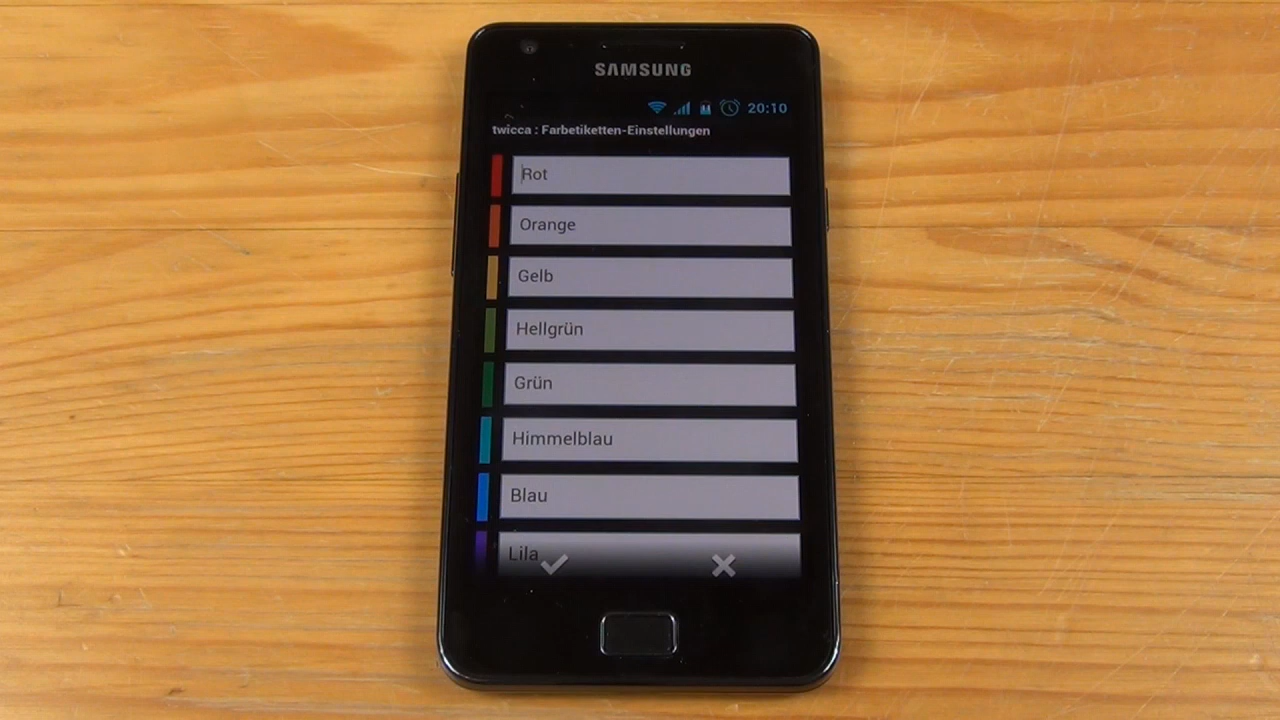 SAMSUNG
20:10
twicca : Farbetiketten-Einstellungen
Rot
Orange
Gelb
Hellgrün
Grün
Himmelblau
Blau
Lila